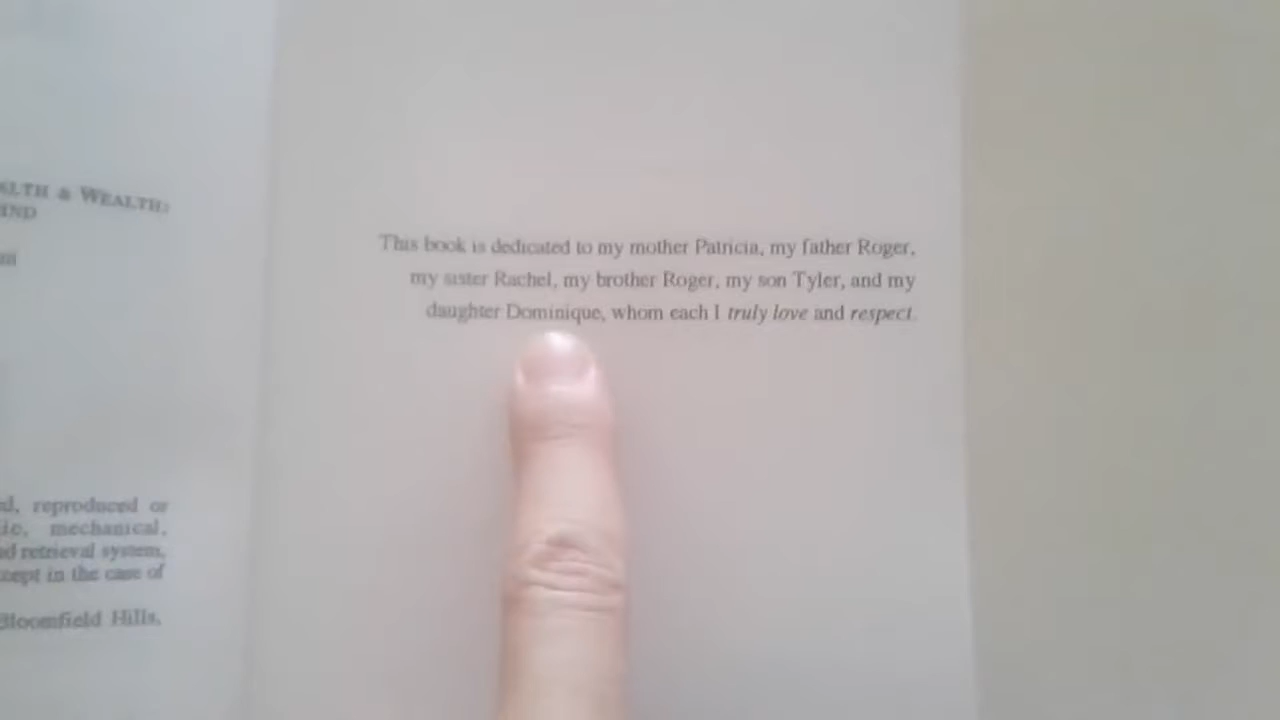 & WEALTH:
This book is dedicated to my mother Patricia, my father Roger,
my sister Rachel, my brother Roger, my son Tyler, and my
daughter Dominique, whom each I truly love and respect.
reproduced or
mechanical,
retrieval system,
in the case of
Bloomfield Hills,